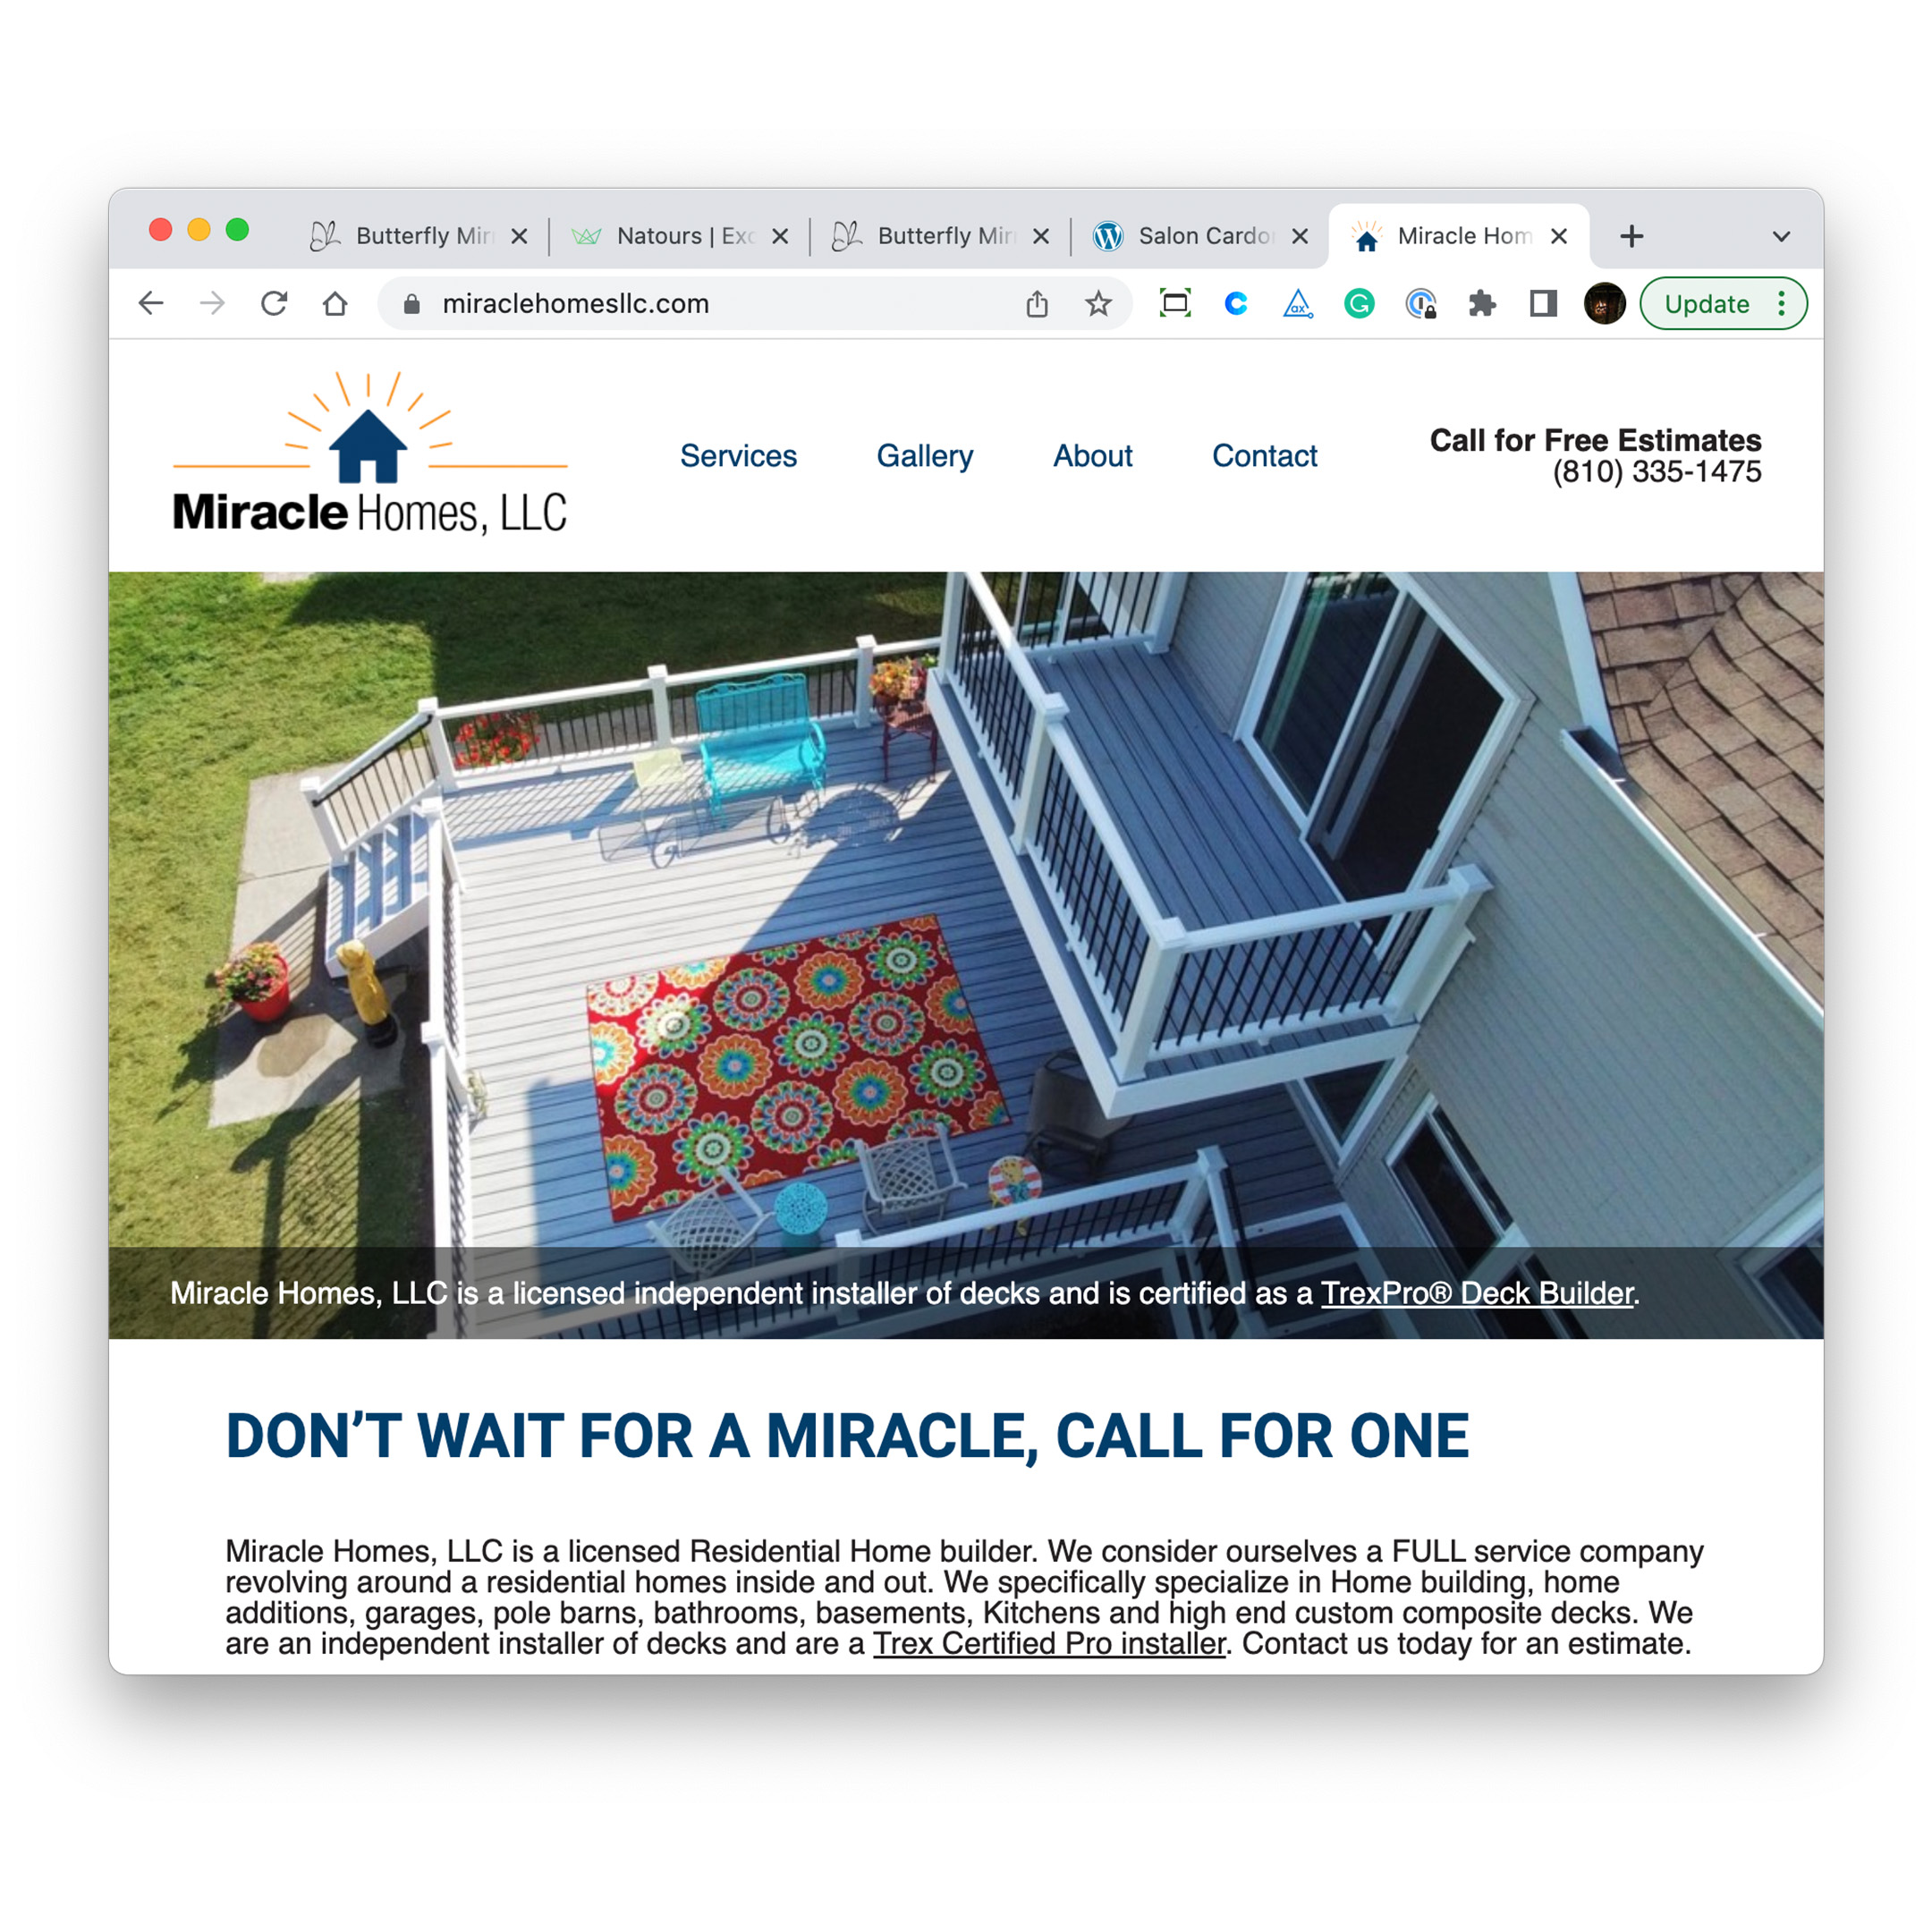 Butterfly Mir
Natours | Exc
Butterfly Mir
Salon Cardo
Miracle Hom
miraclehomesllc.com
Update
Miracle Homes, LLC
Services
Gallery
About
Contact
Call for Free Estimates
(810) 335-1475
Miracle Homes, LLC is a licensed independent installer of decks and is certified as a TrexPro® Deck Builder.
DON’T WAIT FOR A MIRACLE, CALL FOR ONE
Miracle Homes, LLC is a licensed Residential Home builder. We consider ourselves a FULL service company
revolving around a residential homes inside and out. We specifically specialize in Home building, home
additions, garages, pole barns, bathrooms, basements, Kitchens and high end custom composite decks. We
are an independent installer of decks and are a Trex Certified Pro installer. Contact us today for an estimate.